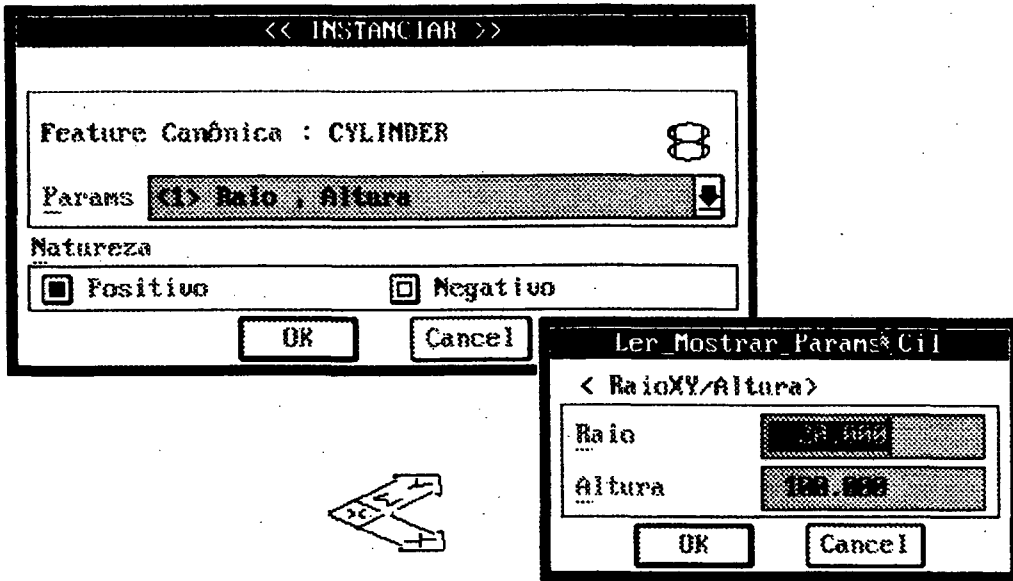 << INSTANCIAR >>
Feature Canônica : CYLINDER
Params <1> Raio , Altura
Natureza
Positivo Negativo
OK Cancel
Ler_Mostrar_Params*Cil
< RaioXY/Altura>
Raio
Altura 100.000
OK Cancel